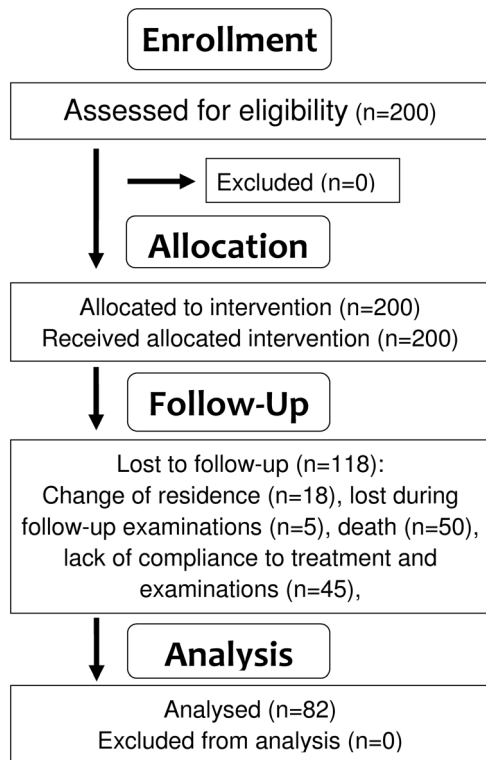 Enrollment
Assessed for eligibility (n=200)
Excluded (n=0)
Allocation
Allocated to intervention (n=200)
Received allocated intervention (n=200)
Follow-Up
Lost to follow-up (n=118):
Change of residence (n=18), lost during
follow-up examinations (n=5), death (n=50),
lack of compliance to treatment and
examinations (n=45),
Analysis
Analysed (n=82)
Excluded from analysis (n=0)